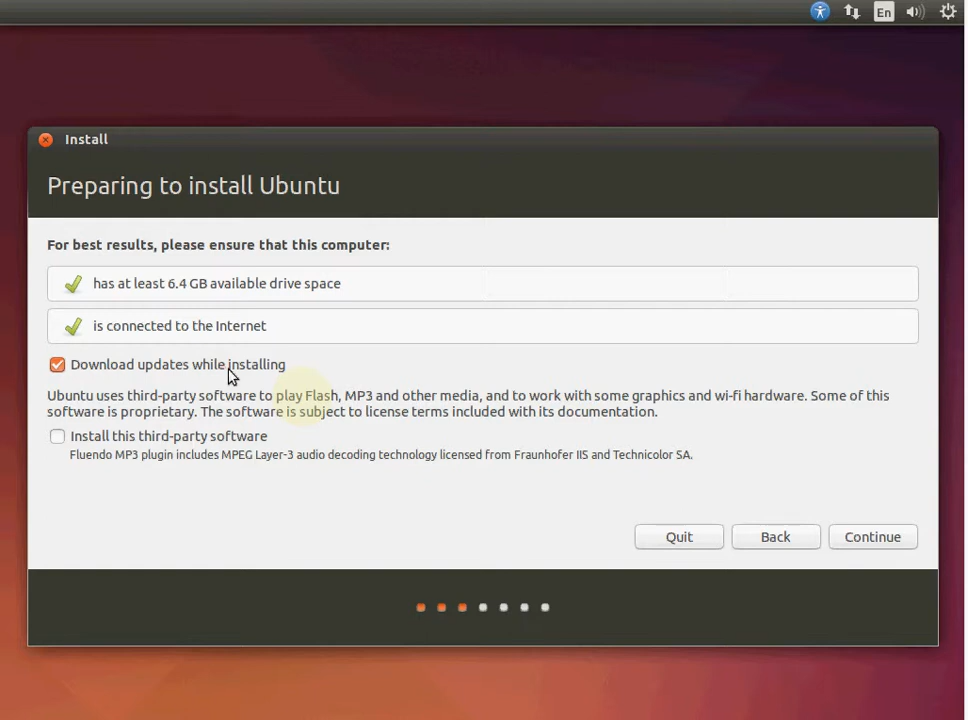 En
Install
Preparing to install Ubuntu
For best results, please ensure that this computer:
has at least 6.4 GB available drive space
is connected to the Internet
Download updates while installing
Ubuntu uses third-party software to play Flash, MP3 and other media, and to work with some graphics and wi-fi hardware. Some of this
software is proprietary. The software is subject to license terms included with its documentation.
Install this third-party software
Fluendo MP3 plugin includes MPEG Layer-3 audio decoding technology licensed from Fraunhofer IIS and Technicolor SA.
Quit Back Continue